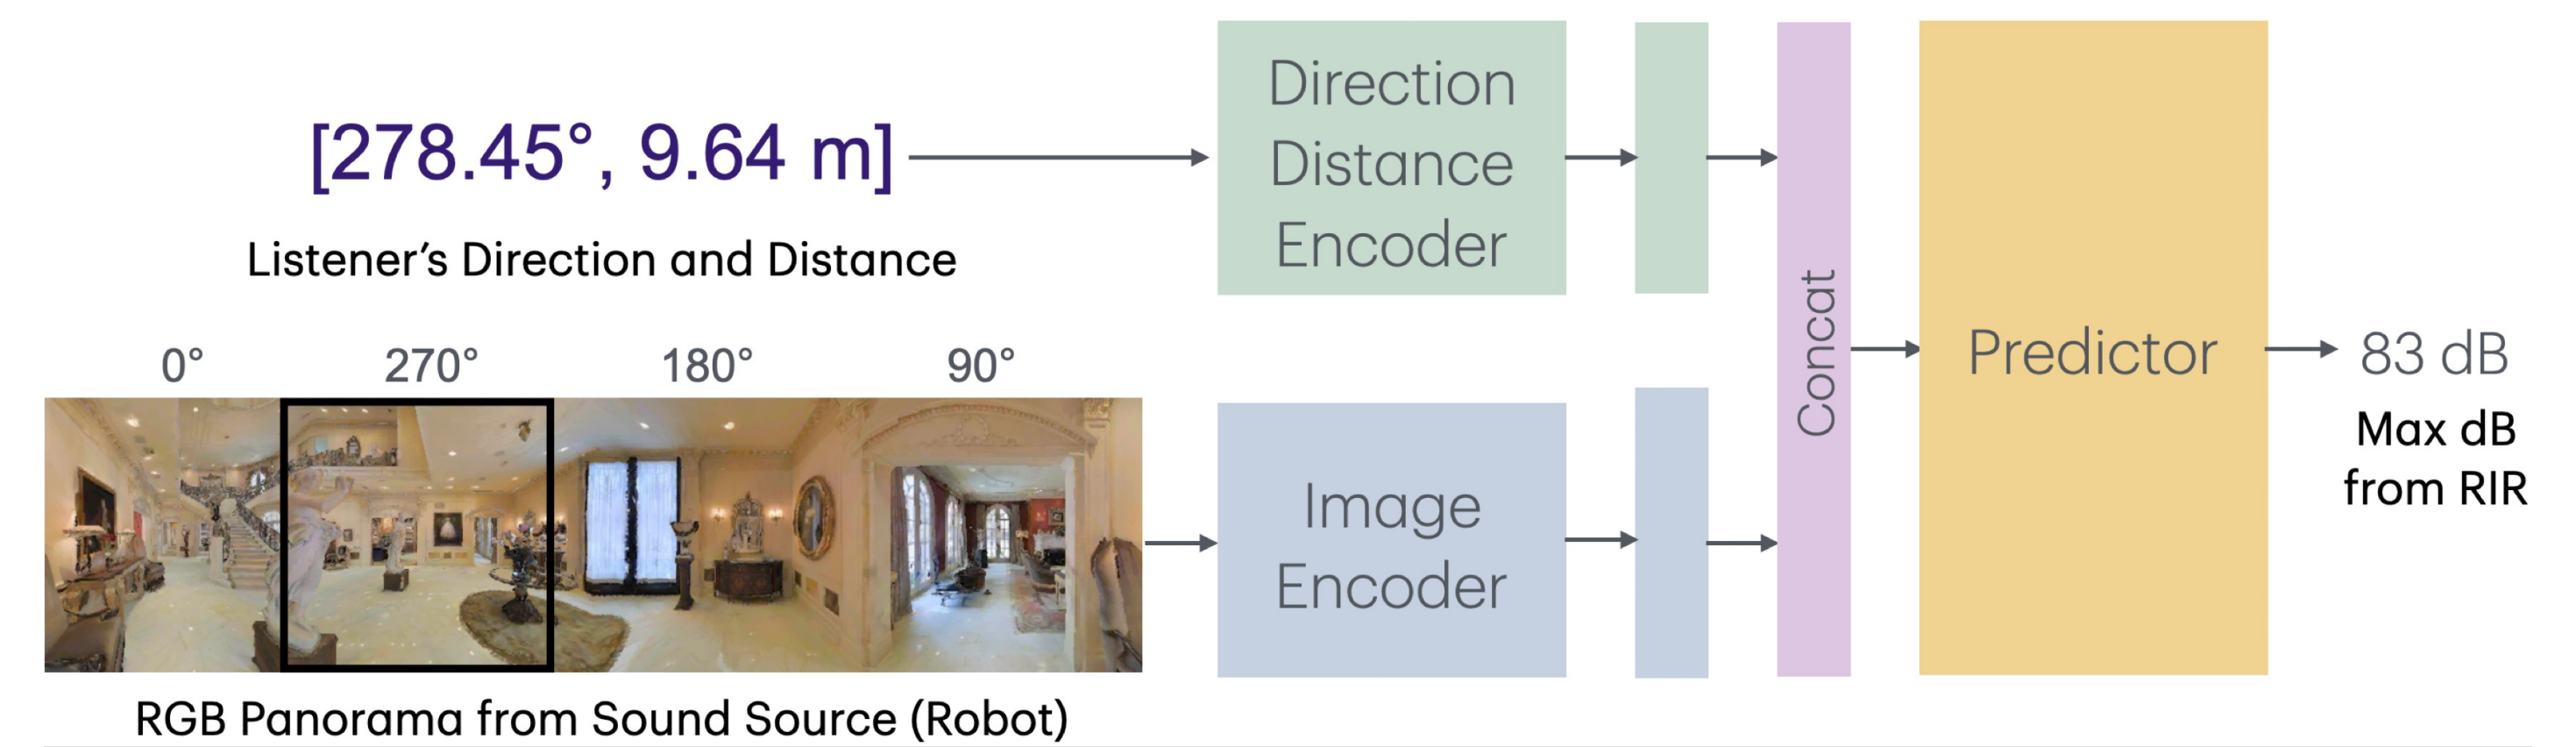 [278.45°, 9.64 m]
Listener's Direction and Distance
Direction
Distance
Encoder
0° 270° 180° 90°
RGB Panorama from Sound Source (Robot)
Image
Encoder
Concat
Predictor
83 dB
Max dB
from RIR